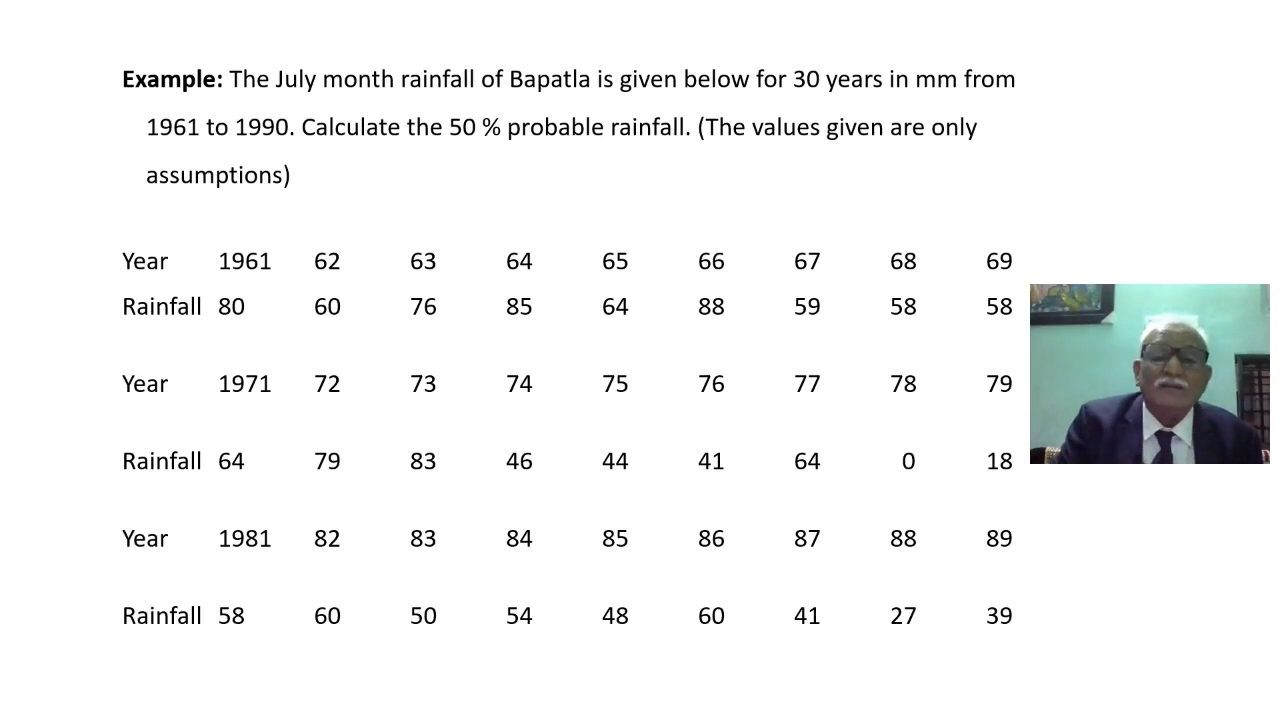 Example: The July month rainfall of Bapatla is given below for 30 years in mm from
1961 to 1990. Calculate the 50 % probable rainfall. (The values given are only
assumptions)
Year 1961 62 63 64 65 66 67 68 69
Rainfall 80 60 76 85 64 88 59 58 58
Year 1971 72 73 74 75 76 77 78 79
Rainfall 64 79 83 46 44 41 64 0 18
Year 1981 82 83 84 85 86 87 88 89
Rainfall 58 60 50 54 48 60 41 27 39